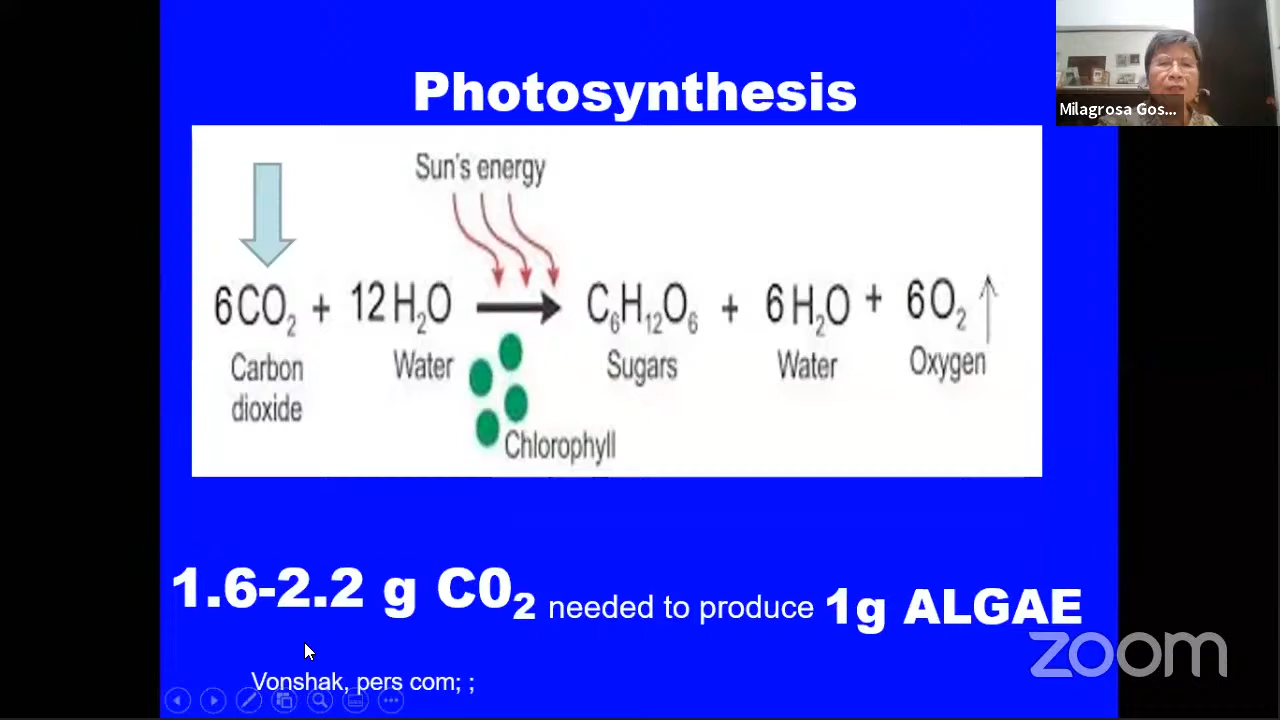 Photosynthesis
Milagrosa Gos...
Sun's energy
6CO₂ + 12H₂O → C₆H₁₂O₆ + 6H₂O + 6O₂ ↑
Carbon dioxide
Water
Sugars
Water
Oxygen
Chlorophyll
1.6-2.2 g C0₂ needed to produce 1g ALGAE
zoom
Vonshak, pers com; ;